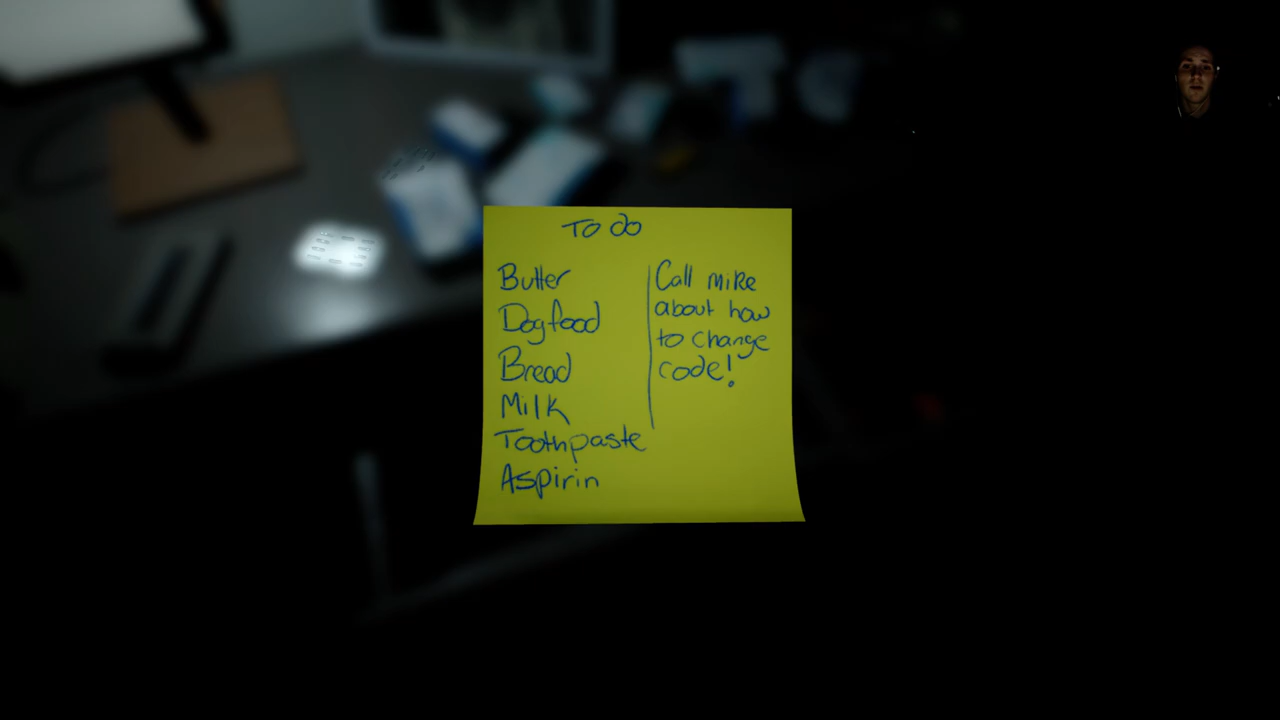 TO do
Butter
Dogfood
Bread
Milk
Toothpaste
Aspirin
Call Mike
about how
to change
code!